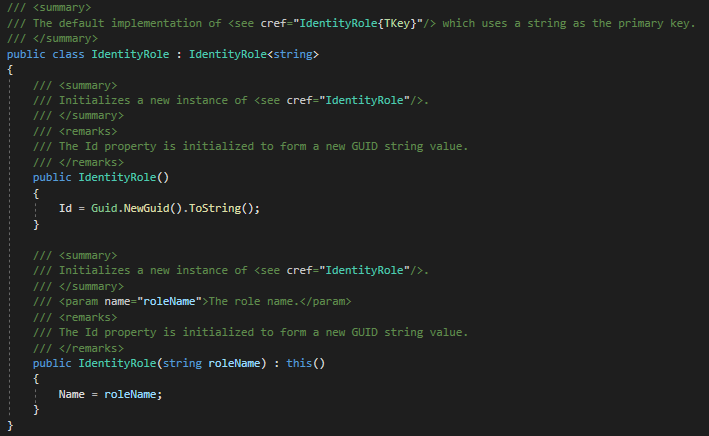 /// <summary>
/// The default implementation of <see cref="IdentityRole{TKey}"/> which uses a string as the primary key.
/// </summary>
public class IdentityRole : IdentityRole<string>
{
    /// <summary>
    /// Initializes a new instance of <see cref="IdentityRole"/>.
    /// </summary>
    /// <remarks>
    /// The Id property is initialized to form a new GUID string value.
    /// </remarks>
    public IdentityRole()
    {
        Id = Guid.NewGuid().ToString();
    }

    /// <summary>
    /// Initializes a new instance of <see cref="IdentityRole"/>.
    /// </summary>
    /// <param name="roleName">The role name.</param>
    /// <remarks>
    /// The Id property is initialized to form a new GUID string value.
    /// </remarks>
    public IdentityRole(string roleName) : this()
    {
        Name = roleName;
    }
}